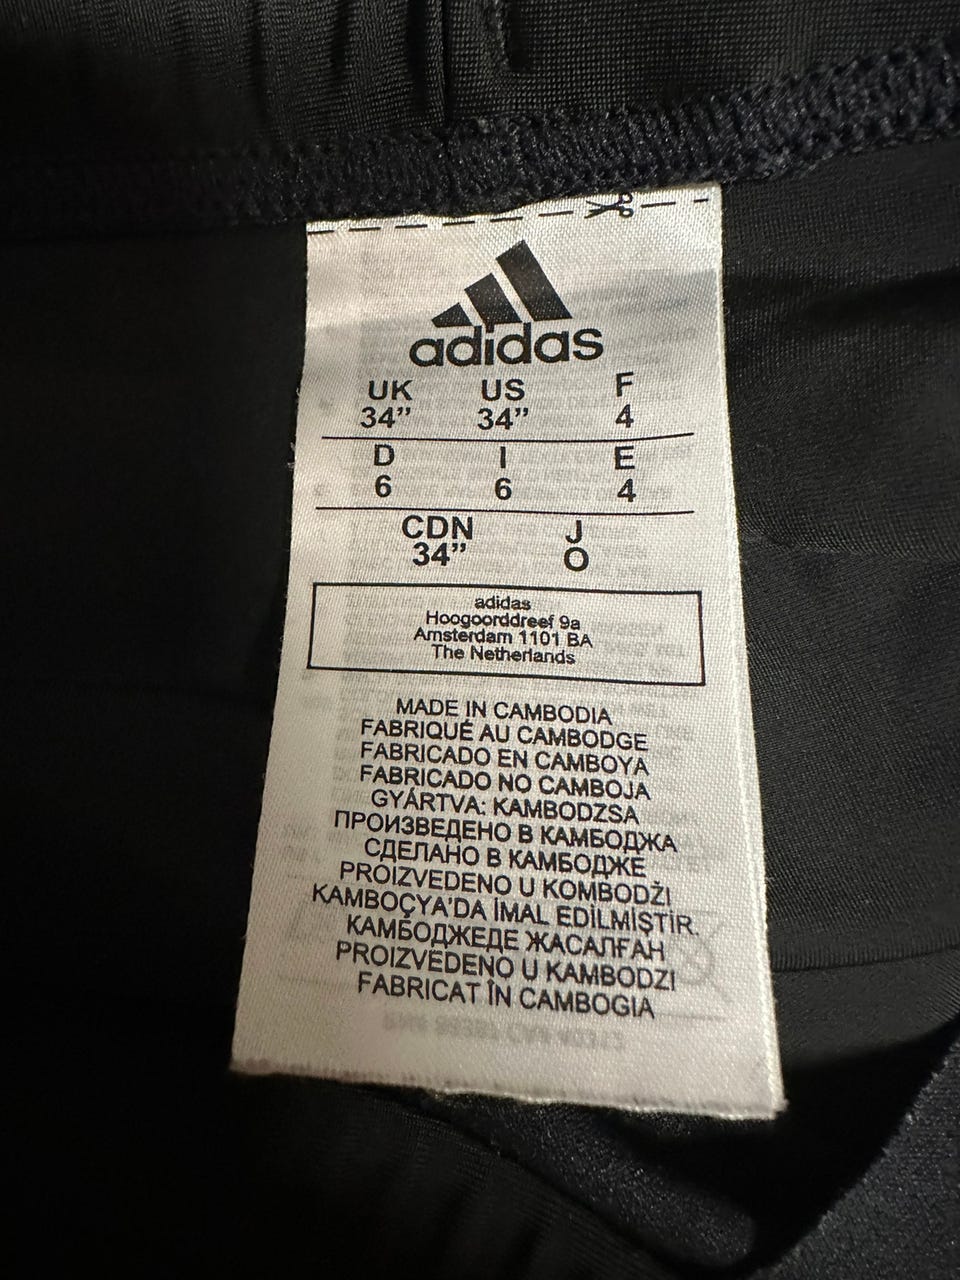 adidas
UK US F
34" 34" 4
D I E
6 6 4
CDN J
34" O
adidas
Hoogoorddreef 9a
Amsterdam 1101 BA
The Netherlands
MADE IN CAMBODIA
FABRIQUÉ AU CAMBODGE
FABRICADO EN CAMBOYA
FABRICADO NO CAMBOJA
GYÁRTVA: KAMBODZSA
ПРОИЗВЕДЕНО В КАМБОДЖА
СДЕЛАНО В КАМБОДЖЕ
PROIZVEDENO U KOMBODŽI
KAMBOÇYA'DA İMAL EDİLMİŞTİR
КАМБОДЖЕДЕ ЖАСАЛҒАН
PROIZVEDENO U KAMBODZI
FABRICAT ÎN CAMBOGIA